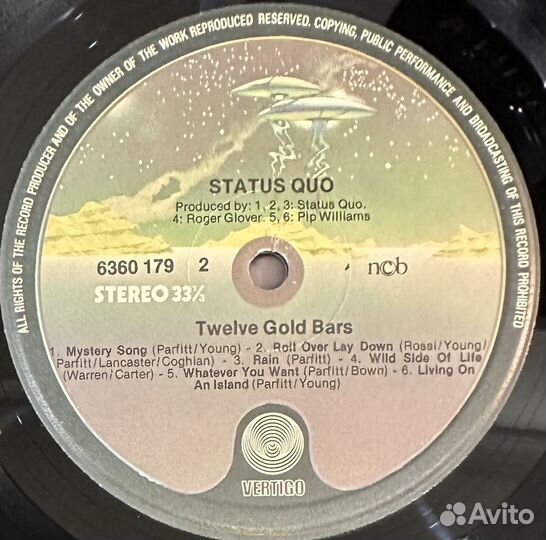 ALL RIGHTS OF THE RECORD PRODUCER AND OF THE OWNER OF THE WORK REPRODUCED RESERVED. COPYING, PUBLIC PERFORMANCE AND BROADCASTING OF THIS RECORD PROHIBITED
STATUS QUO
Produced by: 1, 2, 3: Status Quo.
4: Roger Glover. 5, 6: Pip Williams
6360 179 2
ncb
STEREO 33⅓
Twelve Gold Bars
1. Mystery Song (Parfitt/Young) - 2. Roll Over Lay Down (Rossi/Young/
Parfitt/Lancaster/Coghlan) - 3. Rain (Parfitt) - 4. Wild Side Of Life
(Warren/Carter) - 5. Whatever You Want (Parfitt/Bown) - 6. Living On
An Island (Parfitt/Young)
VERTIGO
Avito